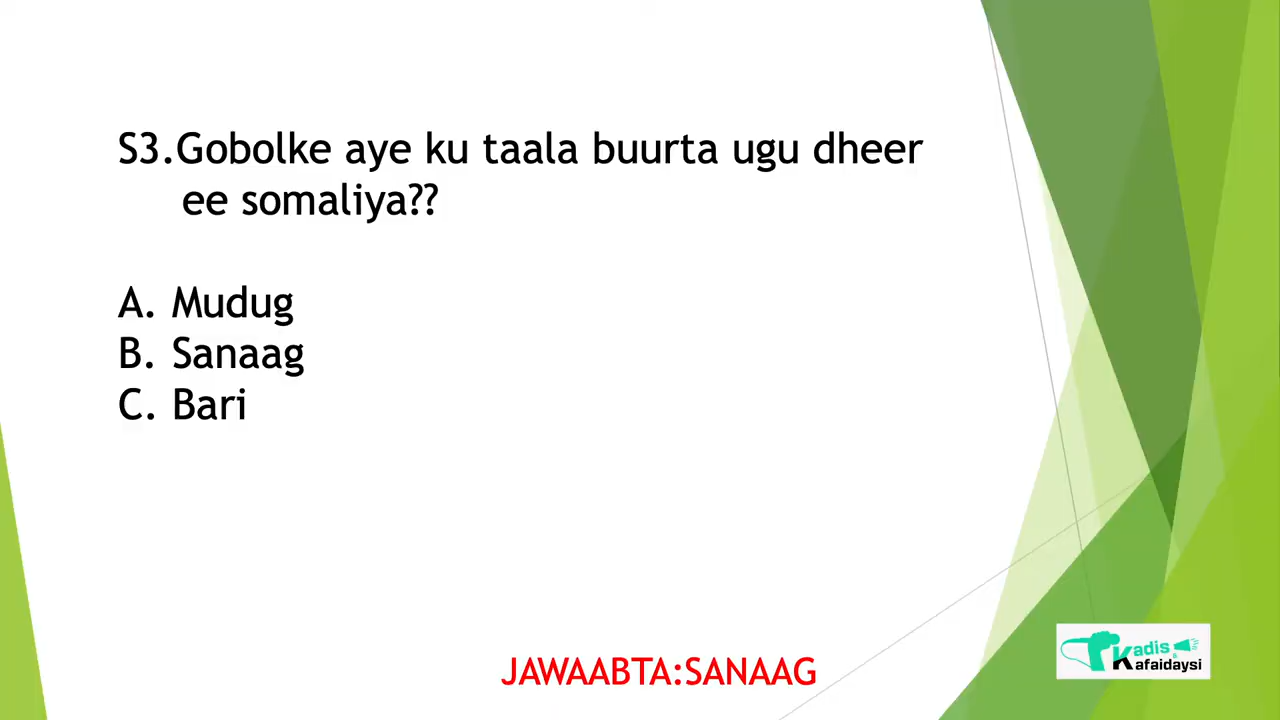 S3.Gobolke aye ku taala buurta ugu dheer
ee somaliya??
A. Mudug
B. Sanaag
C. Bari
JAWAABTA:SANAAG
Kadis
&
Kafaidaysi